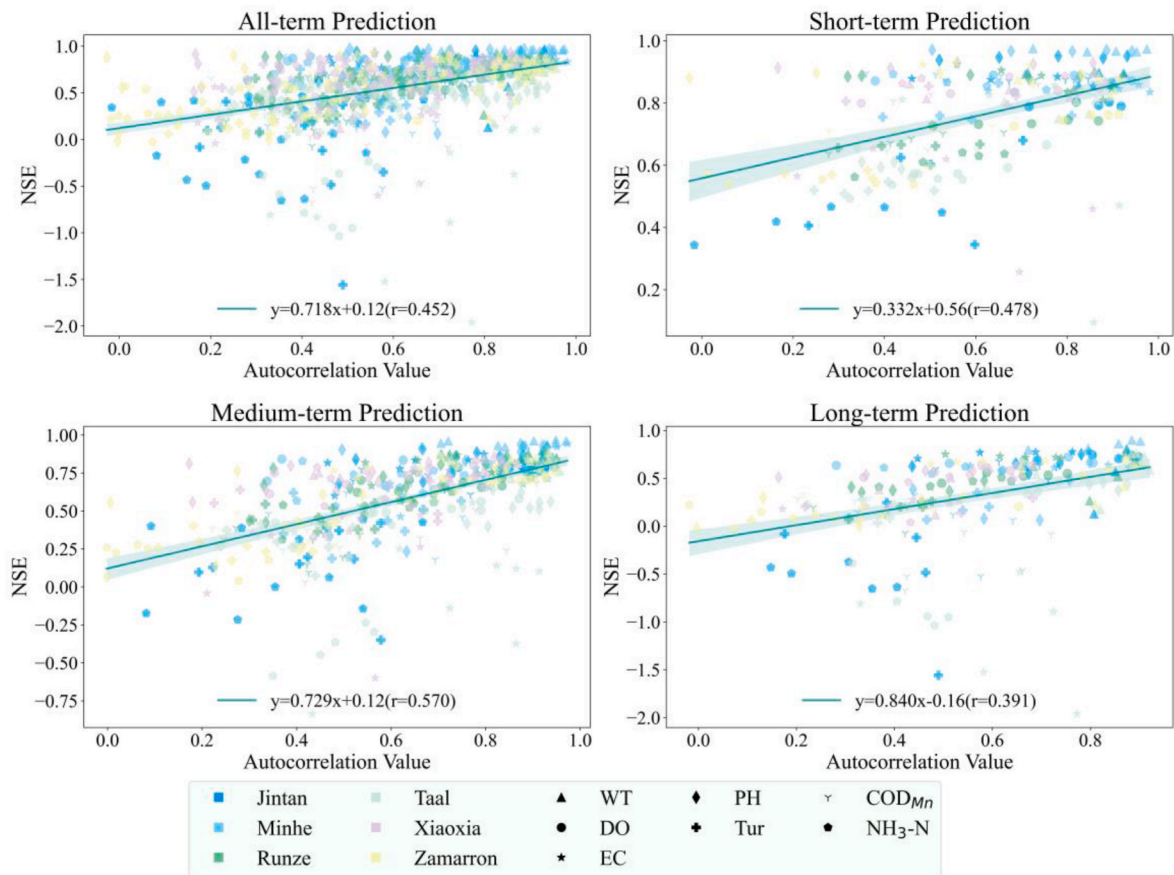 All-term Prediction
1.0
0.5
0.0
−0.5
−1.0
−1.5
−2.0
NSE
y=0.718x+0.12(r=0.452)
0.0 0.2 0.4 0.6 0.8 1.0
Autocorrelation Value
Short-term Prediction
1.0
0.8
0.6
0.4
0.2
NSE
y=0.332x+0.56(r=0.478)
0.0 0.2 0.4 0.6 0.8 1.0
Autocorrelation Value
Medium-term Prediction
1.00
0.75
0.50
0.25
0.00
−0.25
−0.50
−0.75
NSE
y=0.729x+0.12(r=0.570)
0.0 0.2 0.4 0.6 0.8 1.0
Autocorrelation Value
Long-term Prediction
1.0
0.5
0.0
−0.5
−1.0
−1.5
−2.0
NSE
y=0.840x-0.16(r=0.391)
0.0 0.2 0.4 0.6 0.8
Autocorrelation Value
Jintan Taal WT PH COD_Mn
Minhe Xiaoxia DO Tur NH₃-N
Runze Zamarron EC